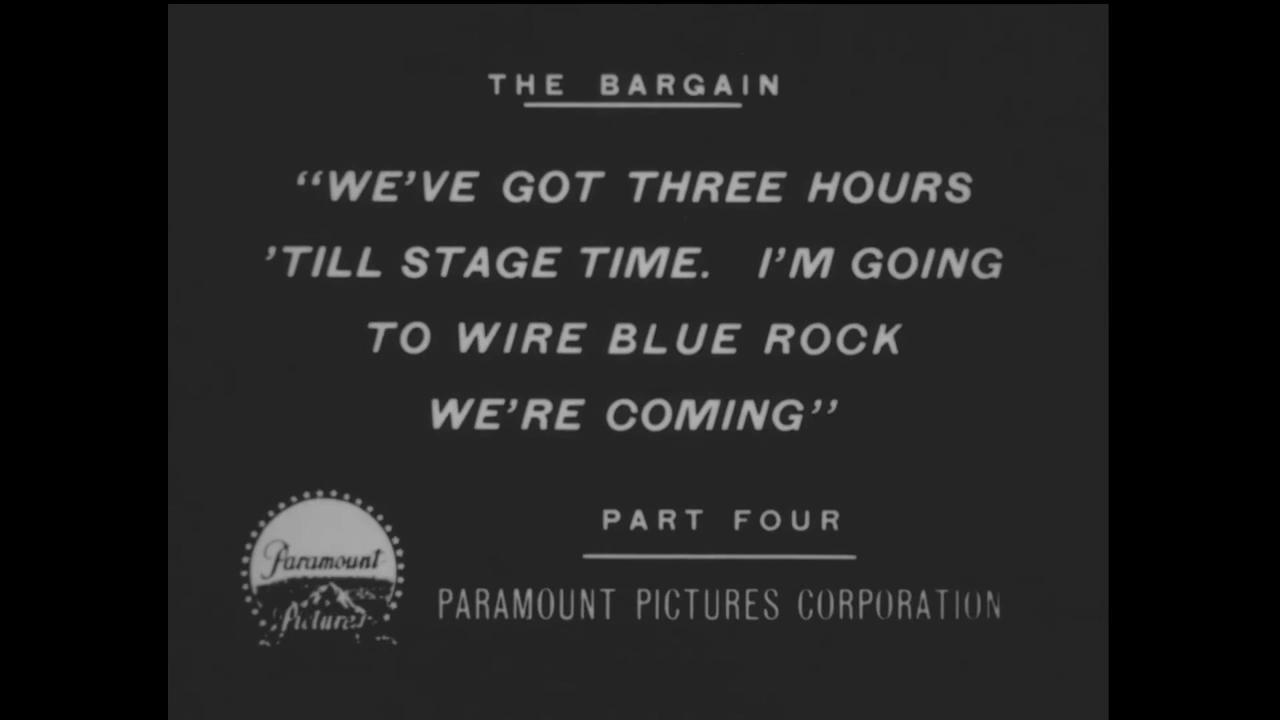 THE BARGAIN
“WE’VE GOT THREE HOURS
’TILL STAGE TIME. I’M GOING
TO WIRE BLUE ROCK
WE’RE COMING”
PART FOUR
Paramount
Pictures
PARAMOUNT PICTURES CORPORATION